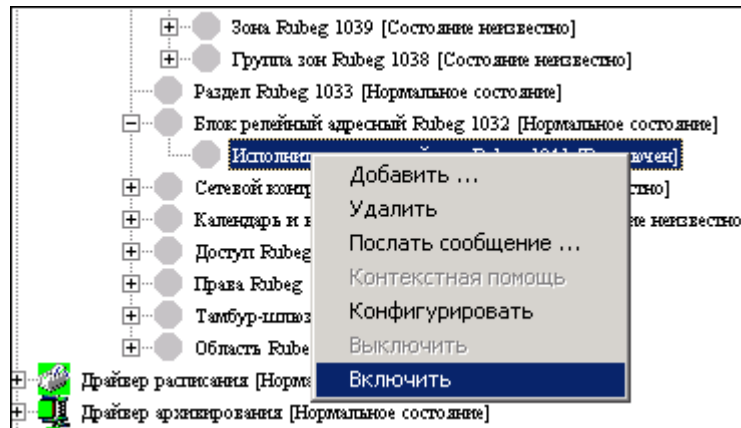 Зона Rubeg 1039 [Состояние неизвестно]
Группа зон Rubeg 1038 [Состояние неизвестно]
Раздел Rubeg 1033 [Нормальное состояние]
Блок релейный адресный Rubeg 1032 [Нормальное состояние]
Добавить ...
Удалить
Послать сообщение ...
Контекстная помощь
Конфигурировать
Выключить
Включить
Сетевой
Календарь и неизвестно
Доступ Rubeg
Права Rubeg
Тамбур-шлюз
Область Rube
Драйвер расписания [Норма
Драйвер архивирования [Нормальное состояние]